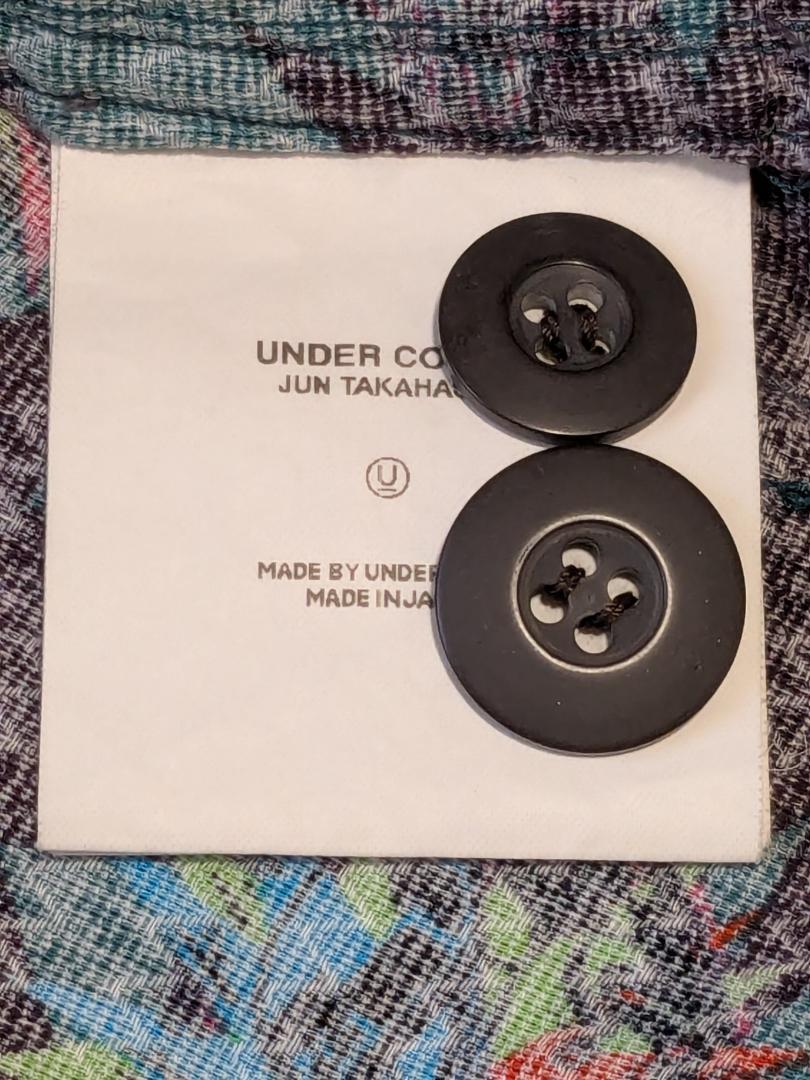 UNDER CO
JUN TAKAHA
U
MADE BY UNDER
MADE IN JA